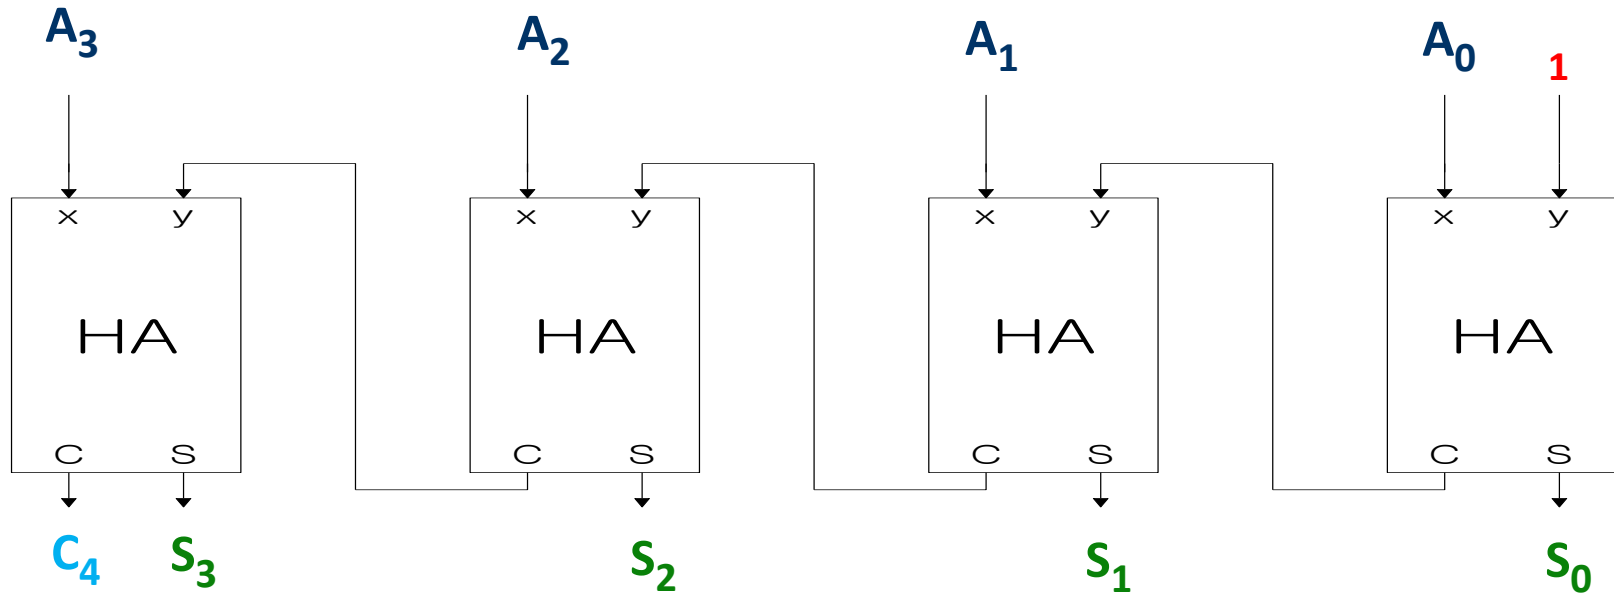 A₃ A₂ A₁ A₀ 1
x y x y x y x y
HA HA HA HA
C S C S C S C S
C₄ S₃ S₂ S₁ S₀